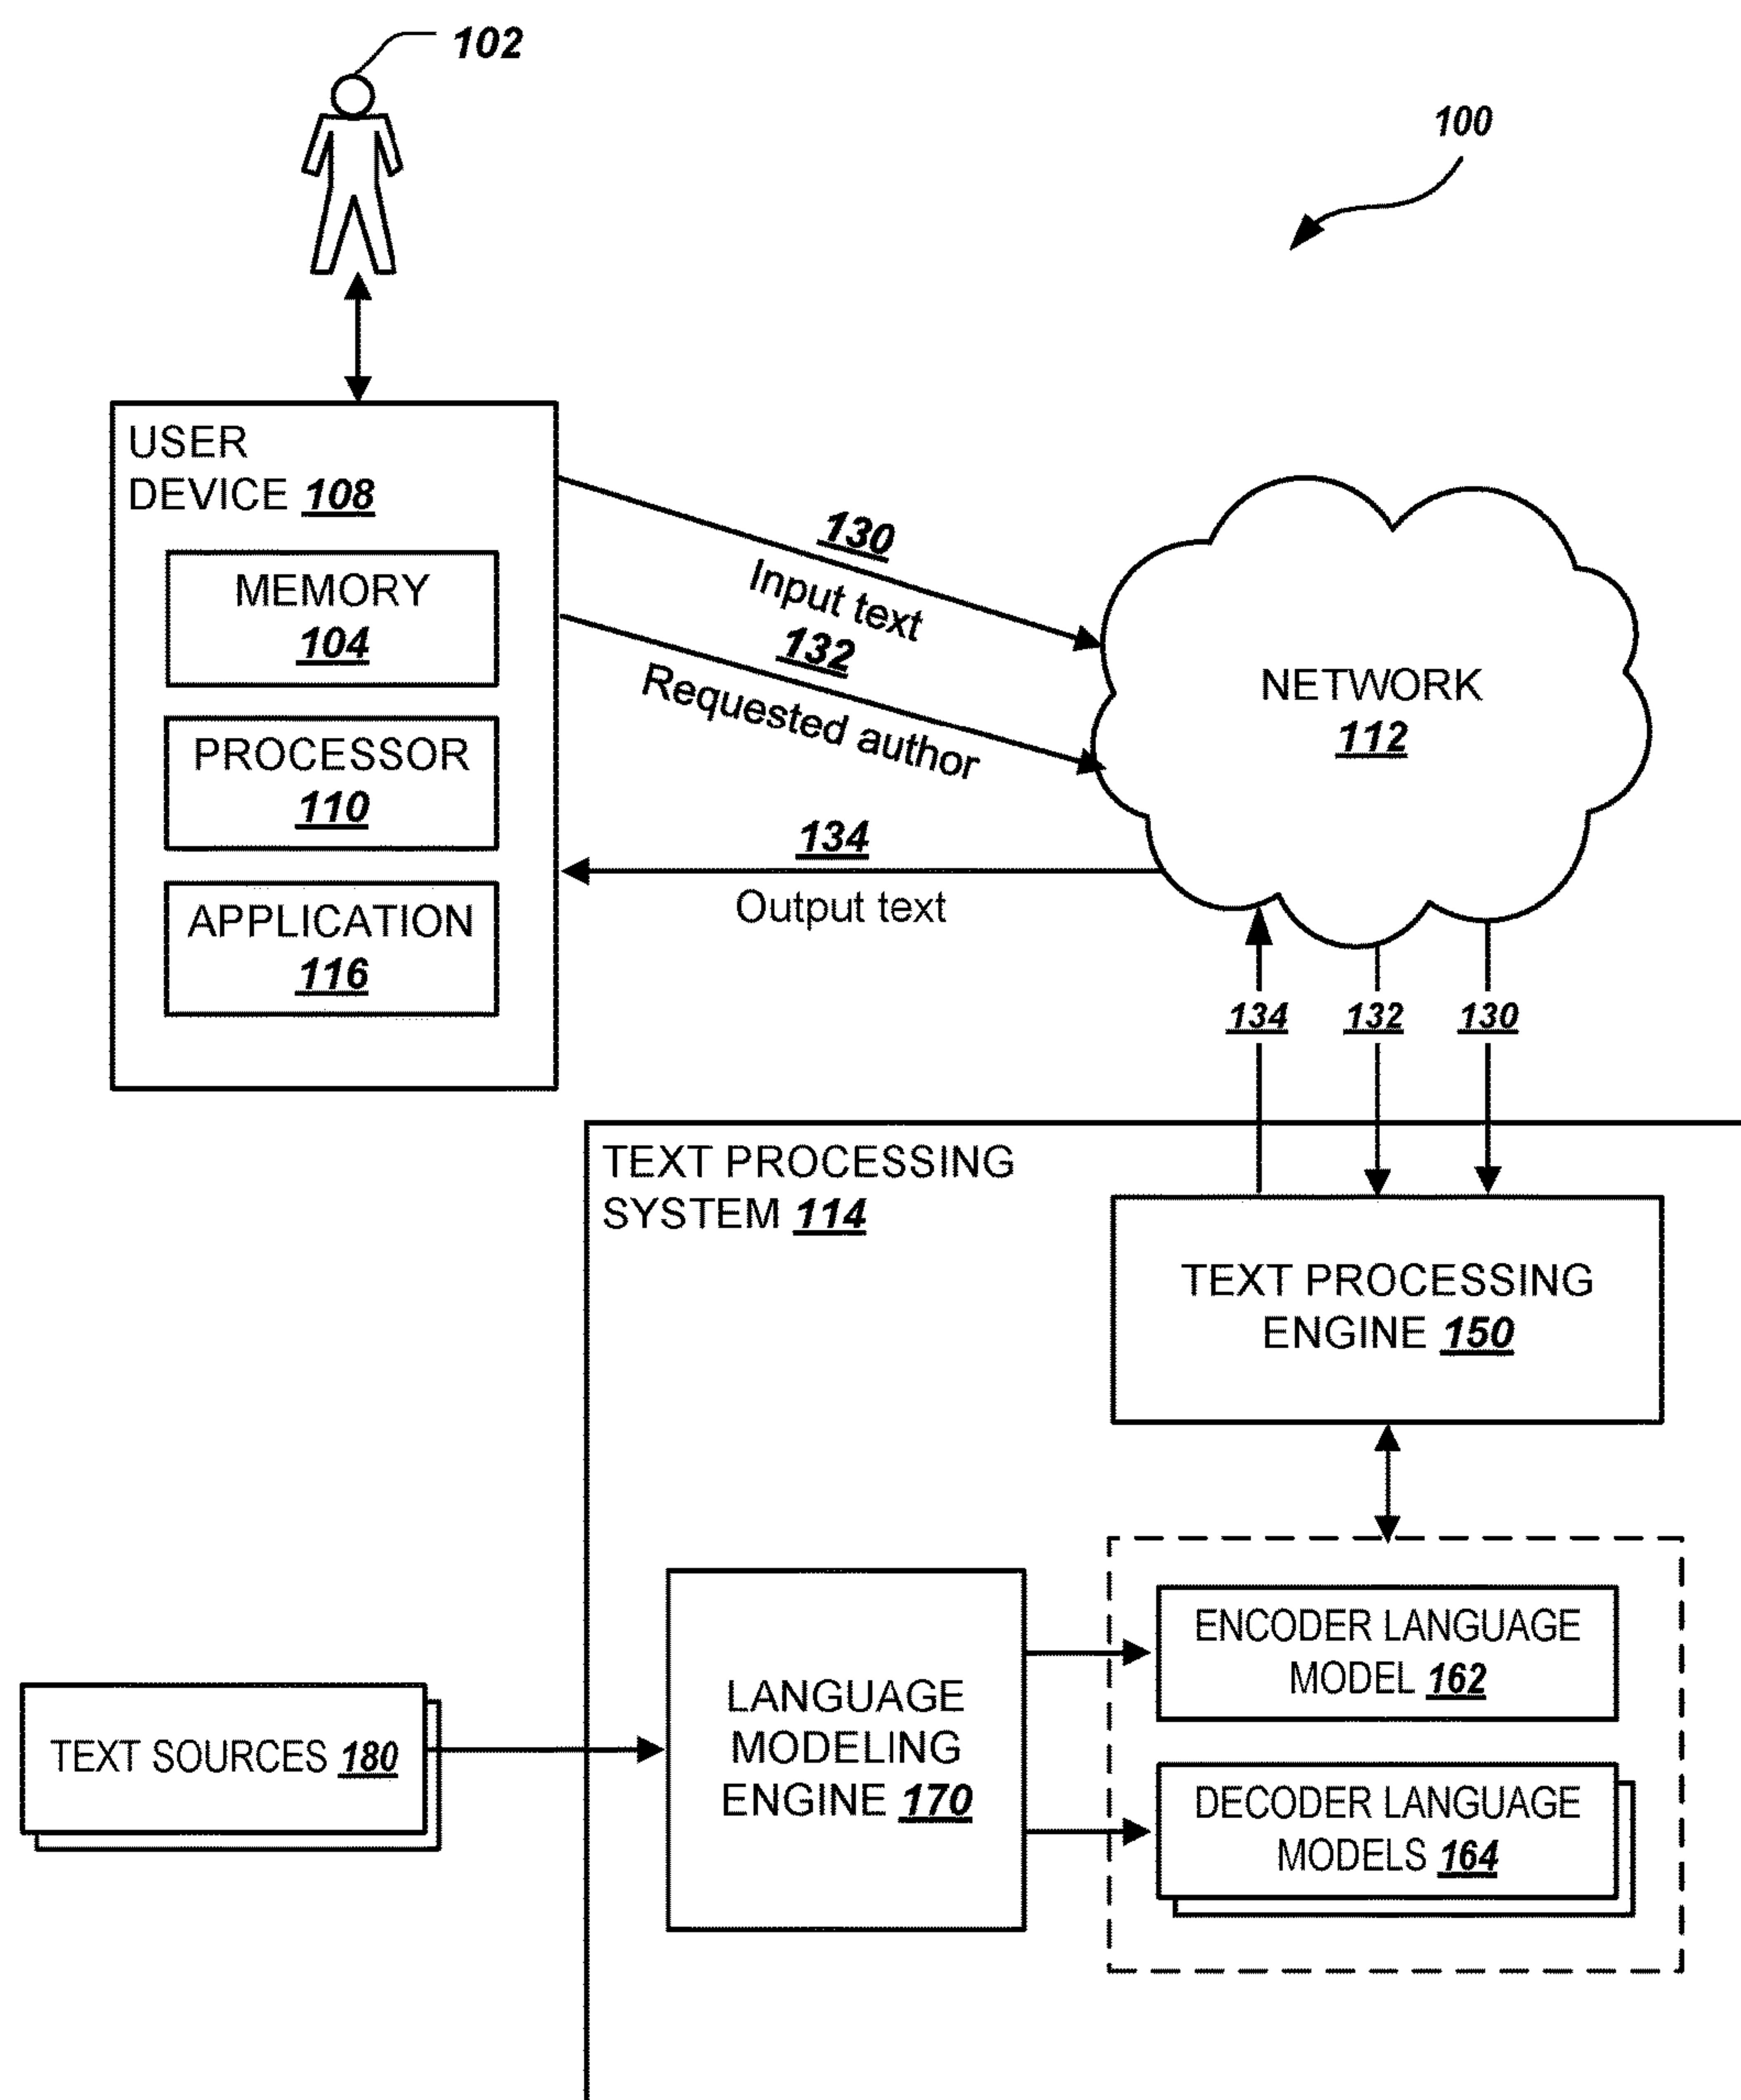 102
100
USER
DEVICE 108
MEMORY
104
PROCESSOR
110
APPLICATION
116
130
Input text
132
Requested author
134
Output text
NETWORK
112
134
132
130
TEXT PROCESSING
SYSTEM 114
TEXT PROCESSING
ENGINE 150
ENCODER LANGUAGE
MODEL 162
LANGUAGE
MODELING
ENGINE 170
TEXT SOURCES 180
DECODER LANGUAGE
MODELS 164